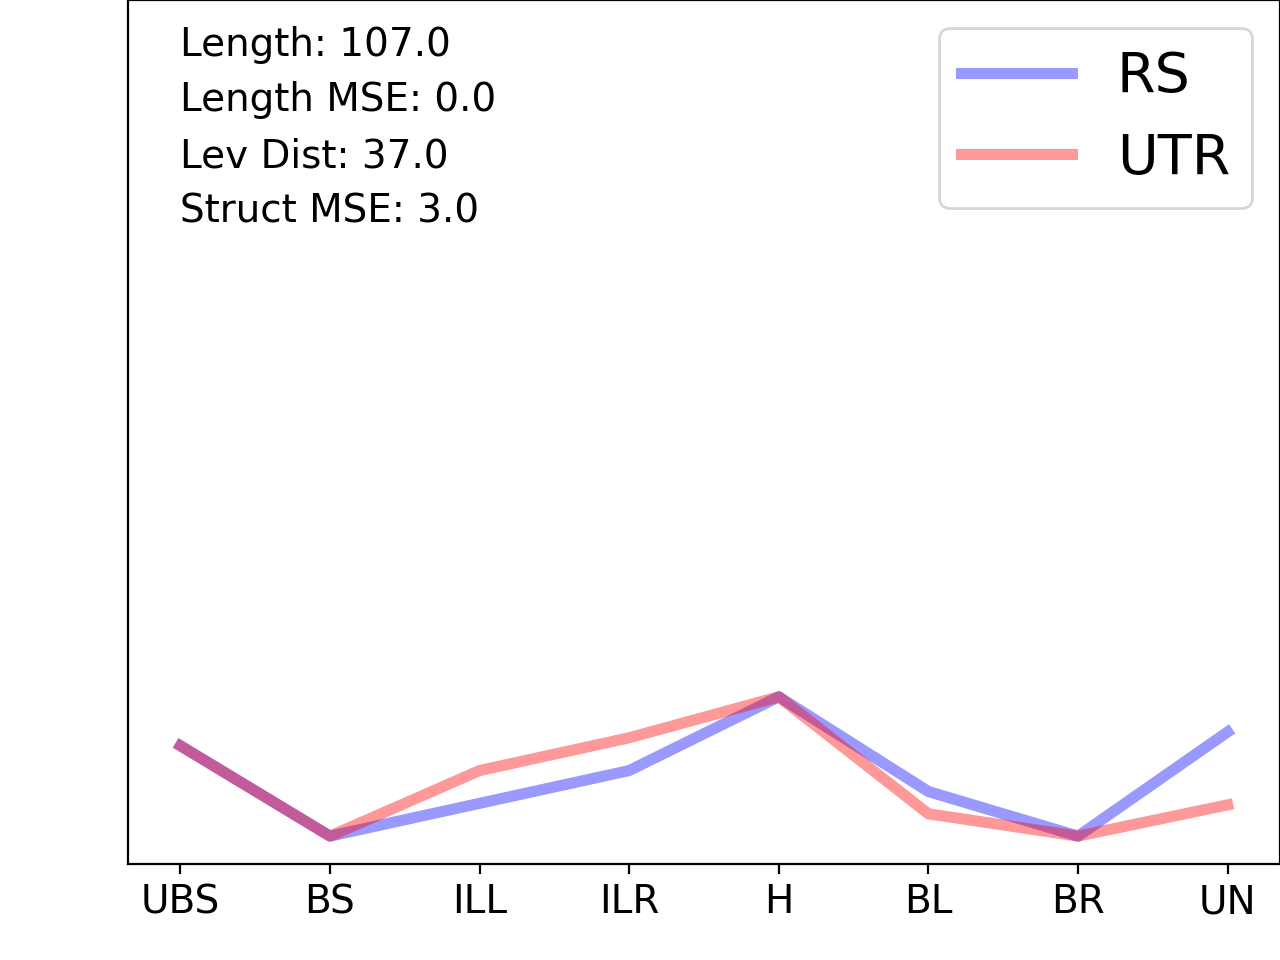 Length: 107.0
Length MSE: 0.0
Lev Dist: 37.0
Struct MSE: 3.0
RS
UTR
UBS BS ILL ILR H BL BR UN